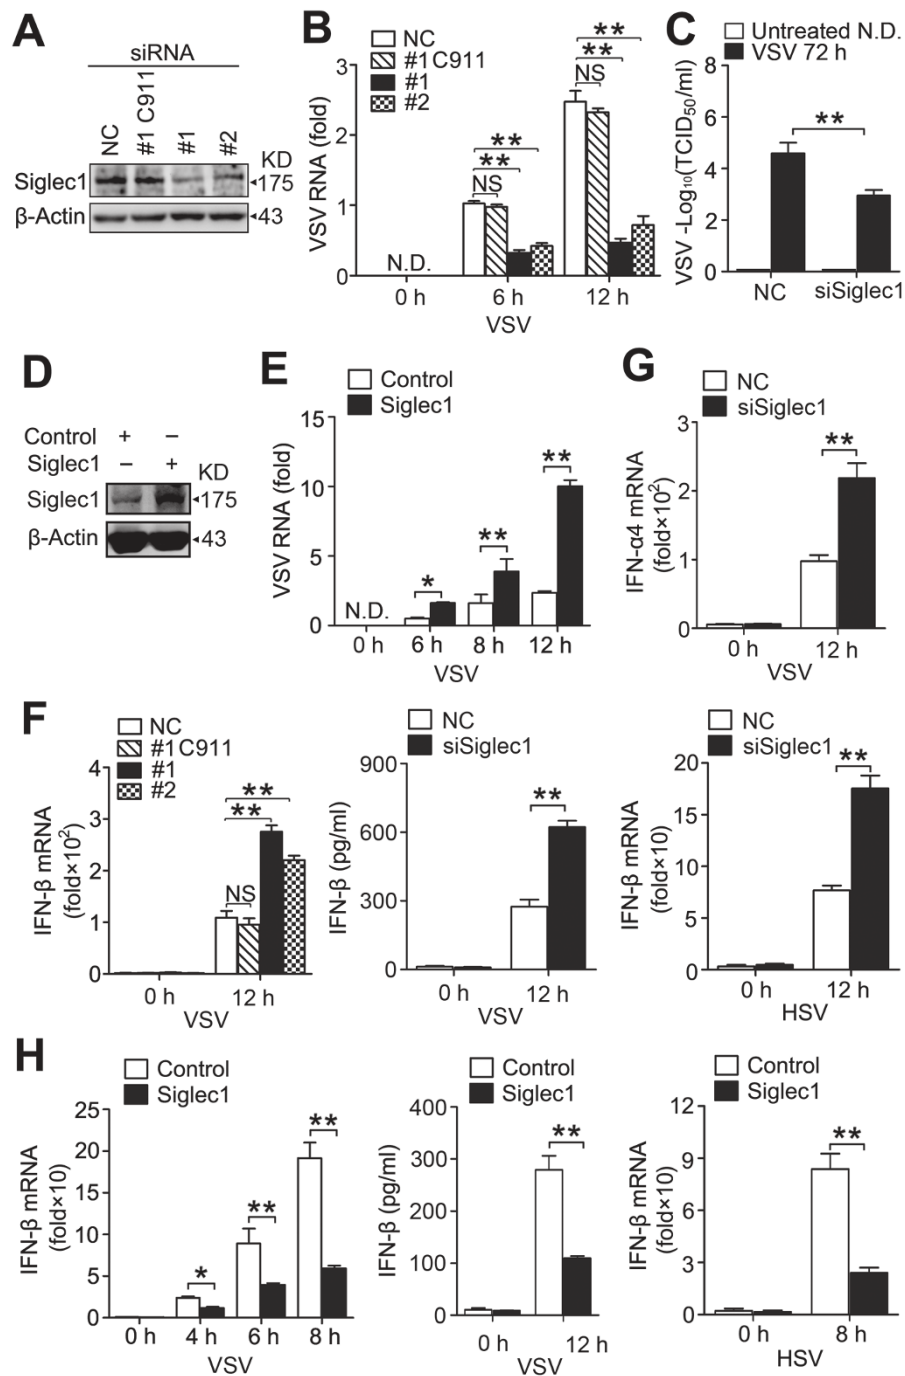 A
siRNA
NC
#1 C911
#1
#2
KD
Siglec1
◂175
β-Actin
◂43
B
NC
#1 C911
#1
#2
VSV RNA (fold)
3
2
1
0
N.D.
NS
**
**
NS
**
**
0 h
6 h
12 h
VSV
C
Untreated N.D.
VSV 72 h
VSV -Log10(TCID50/ml)
8
6
4
2
0
**
NC
siSiglec1
D
Control + −
Siglec1 − +
KD
Siglec1
◂175
β-Actin
◂43
E
Control
Siglec1
VSV RNA (fold)
15
10
5
0
N.D.
*
**
**
0 h
6 h
8 h
12 h
VSV
G
NC
siSiglec1
IFN-α4 mRNA
(fold×10²)
3
2
1
0
**
0 h
12 h
VSV
F
NC
#1 C911
#1
#2
IFN-β mRNA
(fold×10²)
4
3
2
1
0
NS
**
**
0 h
12 h
VSV
NC
siSiglec1
IFN-β (pg/ml)
900
600
300
0
**
0 h
12 h
VSV
NC
siSiglec1
IFN-β mRNA
(fold×10)
20
15
10
5
0
**
0 h
12 h
HSV
H
Control
Siglec1
IFN-β mRNA
(fold×10)
25
20
15
10
5
0
*
**
**
0 h
4 h
6 h
8 h
VSV
Control
Siglec1
IFN-β (pg/ml)
400
300
200
100
0
**
0 h
12 h
VSV
Control
Siglec1
IFN-β mRNA
(fold×10)
12
9
6
3
0
**
0 h
8 h
HSV